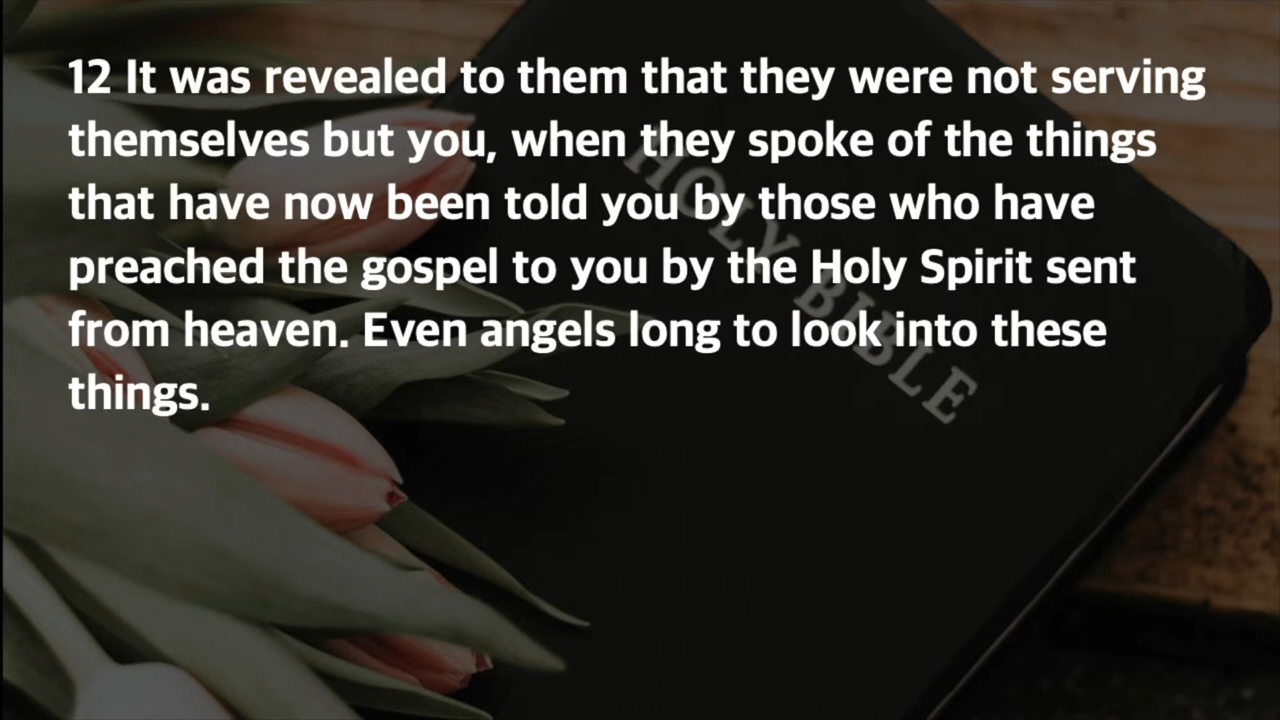 12 It was revealed to them that they were not serving
themselves but you, when they spoke of the things
that have now been told you by those who have
preached the gospel to you by the Holy Spirit sent
from heaven. Even angels long to look into these
things.
HOLY BIBLE